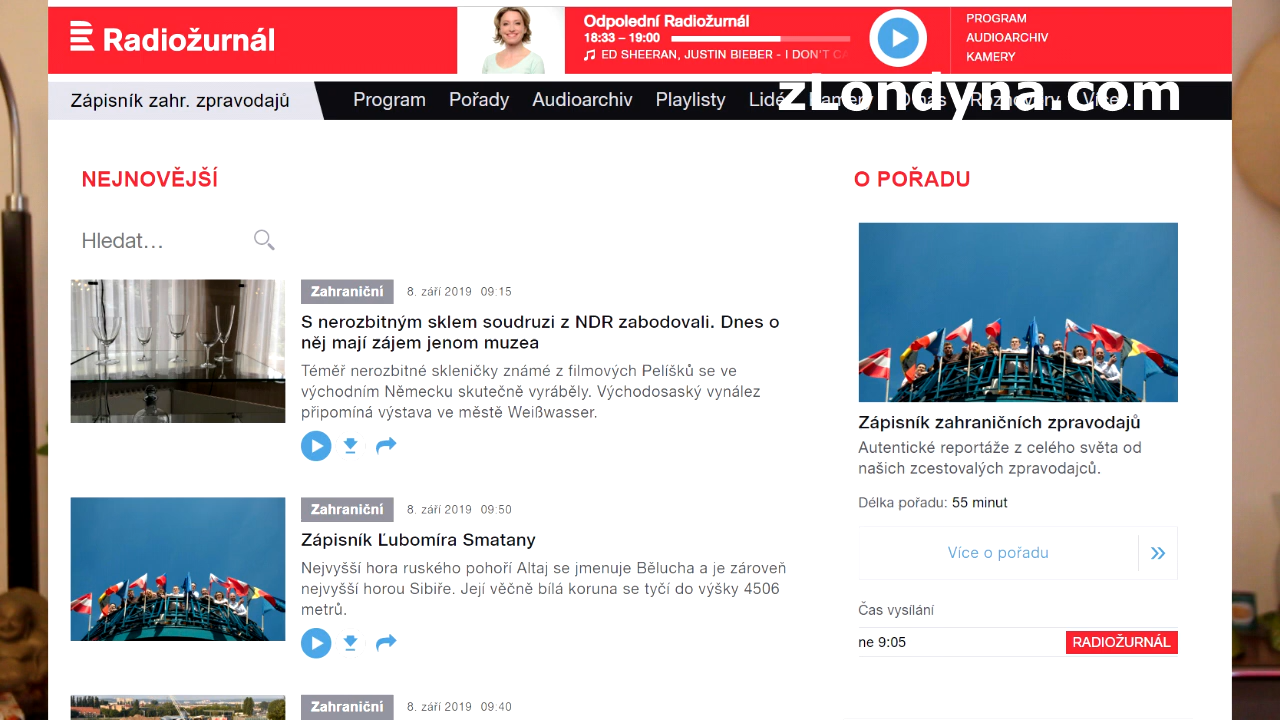 Radiožurnál
Odpolední Radiožurnál
18:33 – 19:00
ED SHEERAN, JUSTIN BIEBER - I DON'T CA
PROGRAM
AUDIOARCHIV
KAMERY
zLondyna.com
Zápisník zahr. zpravodajů
Program Pořady Audioarchiv Playlisty Lidé Kamery O nás Rozhovory Více...
NEJNOVĚJŠÍ
Hledat...
Zahraniční 8. září 2019 09:15
S nerozbitným sklem soudruzi z NDR zabodovali. Dnes o
něj mají zájem jenom muzea
Téměř nerozbitné skleničky známé z filmových Pelíšků se ve
východním Německu skutečně vyráběly. Východosaský vynález
připomíná výstava ve městě Weißwasser.
Zahraniční 8. září 2019 09:50
Zápisník Ľubomíra Smatany
Nejvyšší hora ruského pohoří Altaj se jmenuje Bělucha a je zároveň
nejvyšší horou Sibiře. Její věčně bílá koruna se tyčí do výšky 4506
metrů.
Zahraniční 8. září 2019 09:40
O POŘADU
Zápisník zahraničních zpravodajů
Autentické reportáže z celého světa od
našich zcestovalých zpravodajců.
Délka pořadu: 55 minut
Více o pořadu
Čas vysílání
ne 9:05 RADIOŽURNÁL